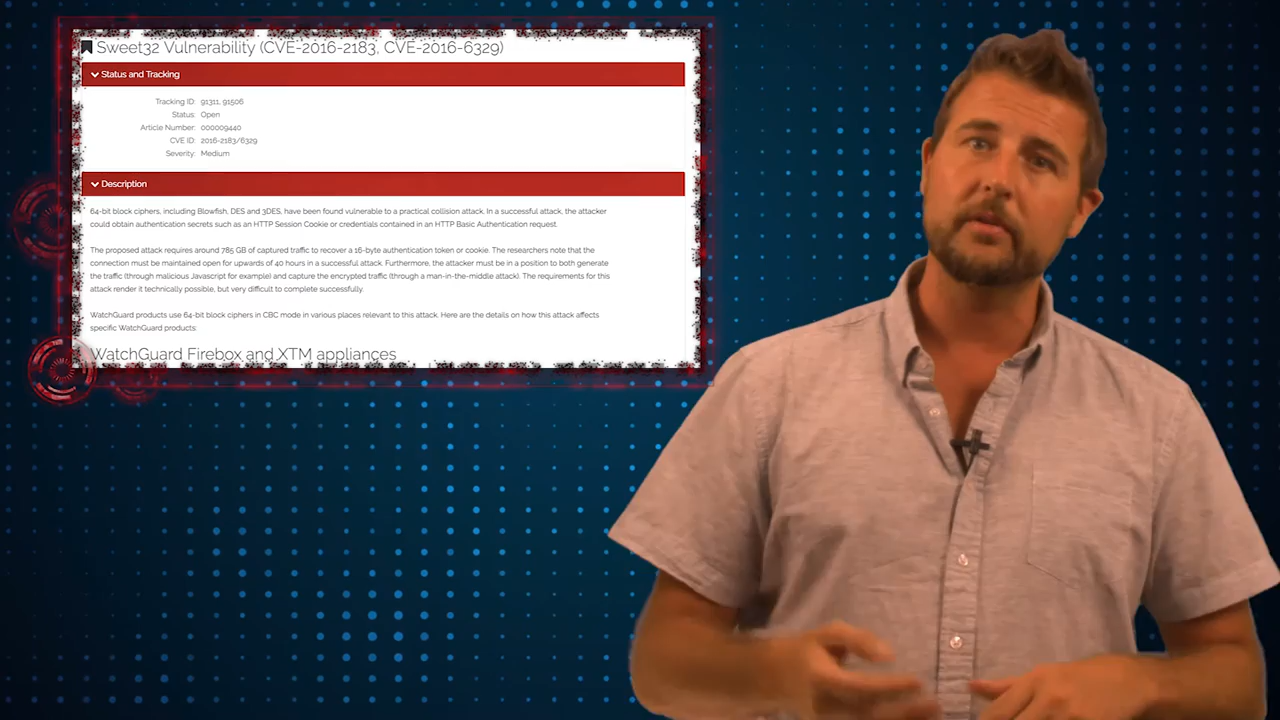 Sweet32 Vulnerability (CVE-2016-2183, CVE-2016-6329)
Status and Tracking
Tracking ID: 91311, 91506
Status: Open
Article Number: 000009440
CVE ID: 2016-2183/6329
Severity: Medium
Description
64-bit block ciphers, including Blowfish, DES and 3DES, have been found vulnerable to a practical collision attack. In a successful attack, the attacker
could obtain authentication secrets such as an HTTP Session Cookie or credentials contained in an HTTP Basic Authentication request.
The proposed attack requires around 785 GB of captured traffic to recover a 16-byte authentication token or cookie. The researchers note that the
connection must be maintained open for upwards of 40 hours in a successful attack. Furthermore, the attacker must be in a position to both generate
the traffic (through malicious Javascript for example) and capture the encrypted traffic (through a man-in-the-middle attack). The requirements for this
attack render it technically possible, but very difficult to complete successfully.
WatchGuard products use 64-bit block ciphers in CBC mode in various places relevant to this attack. Here are the details on how this attack affects
specific WatchGuard products:
WatchGuard Firebox and XTM appliances